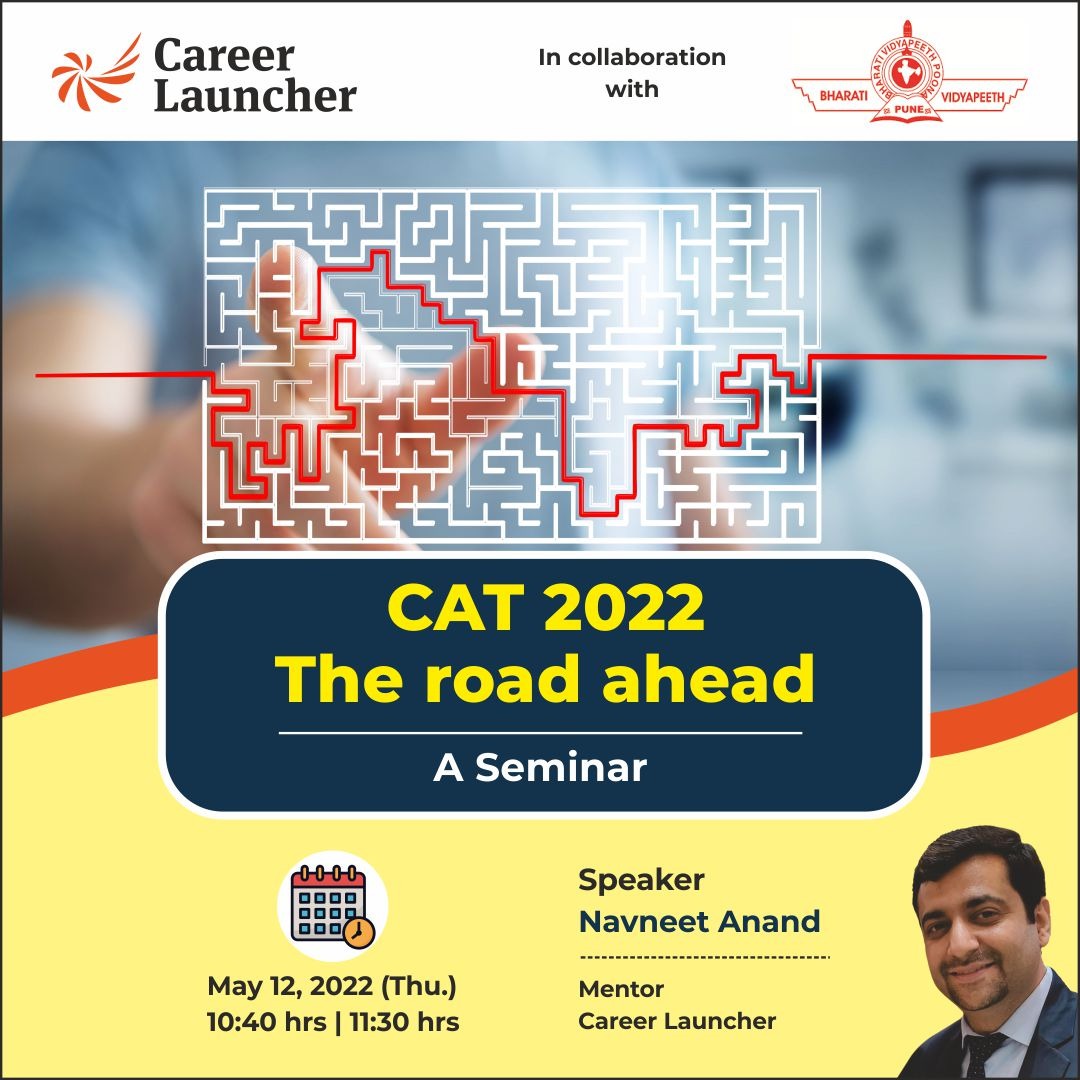 Career
Launcher
In collaboration
with
BHARATI VIDYAPEETH POONA
BHARATI
VIDYAPEETH
PUNE
CAT 2022
The road ahead
A Seminar
May 12, 2022 (Thu.)
10:40 hrs | 11:30 hrs
Speaker
Navneet Anand
Mentor
Career Launcher